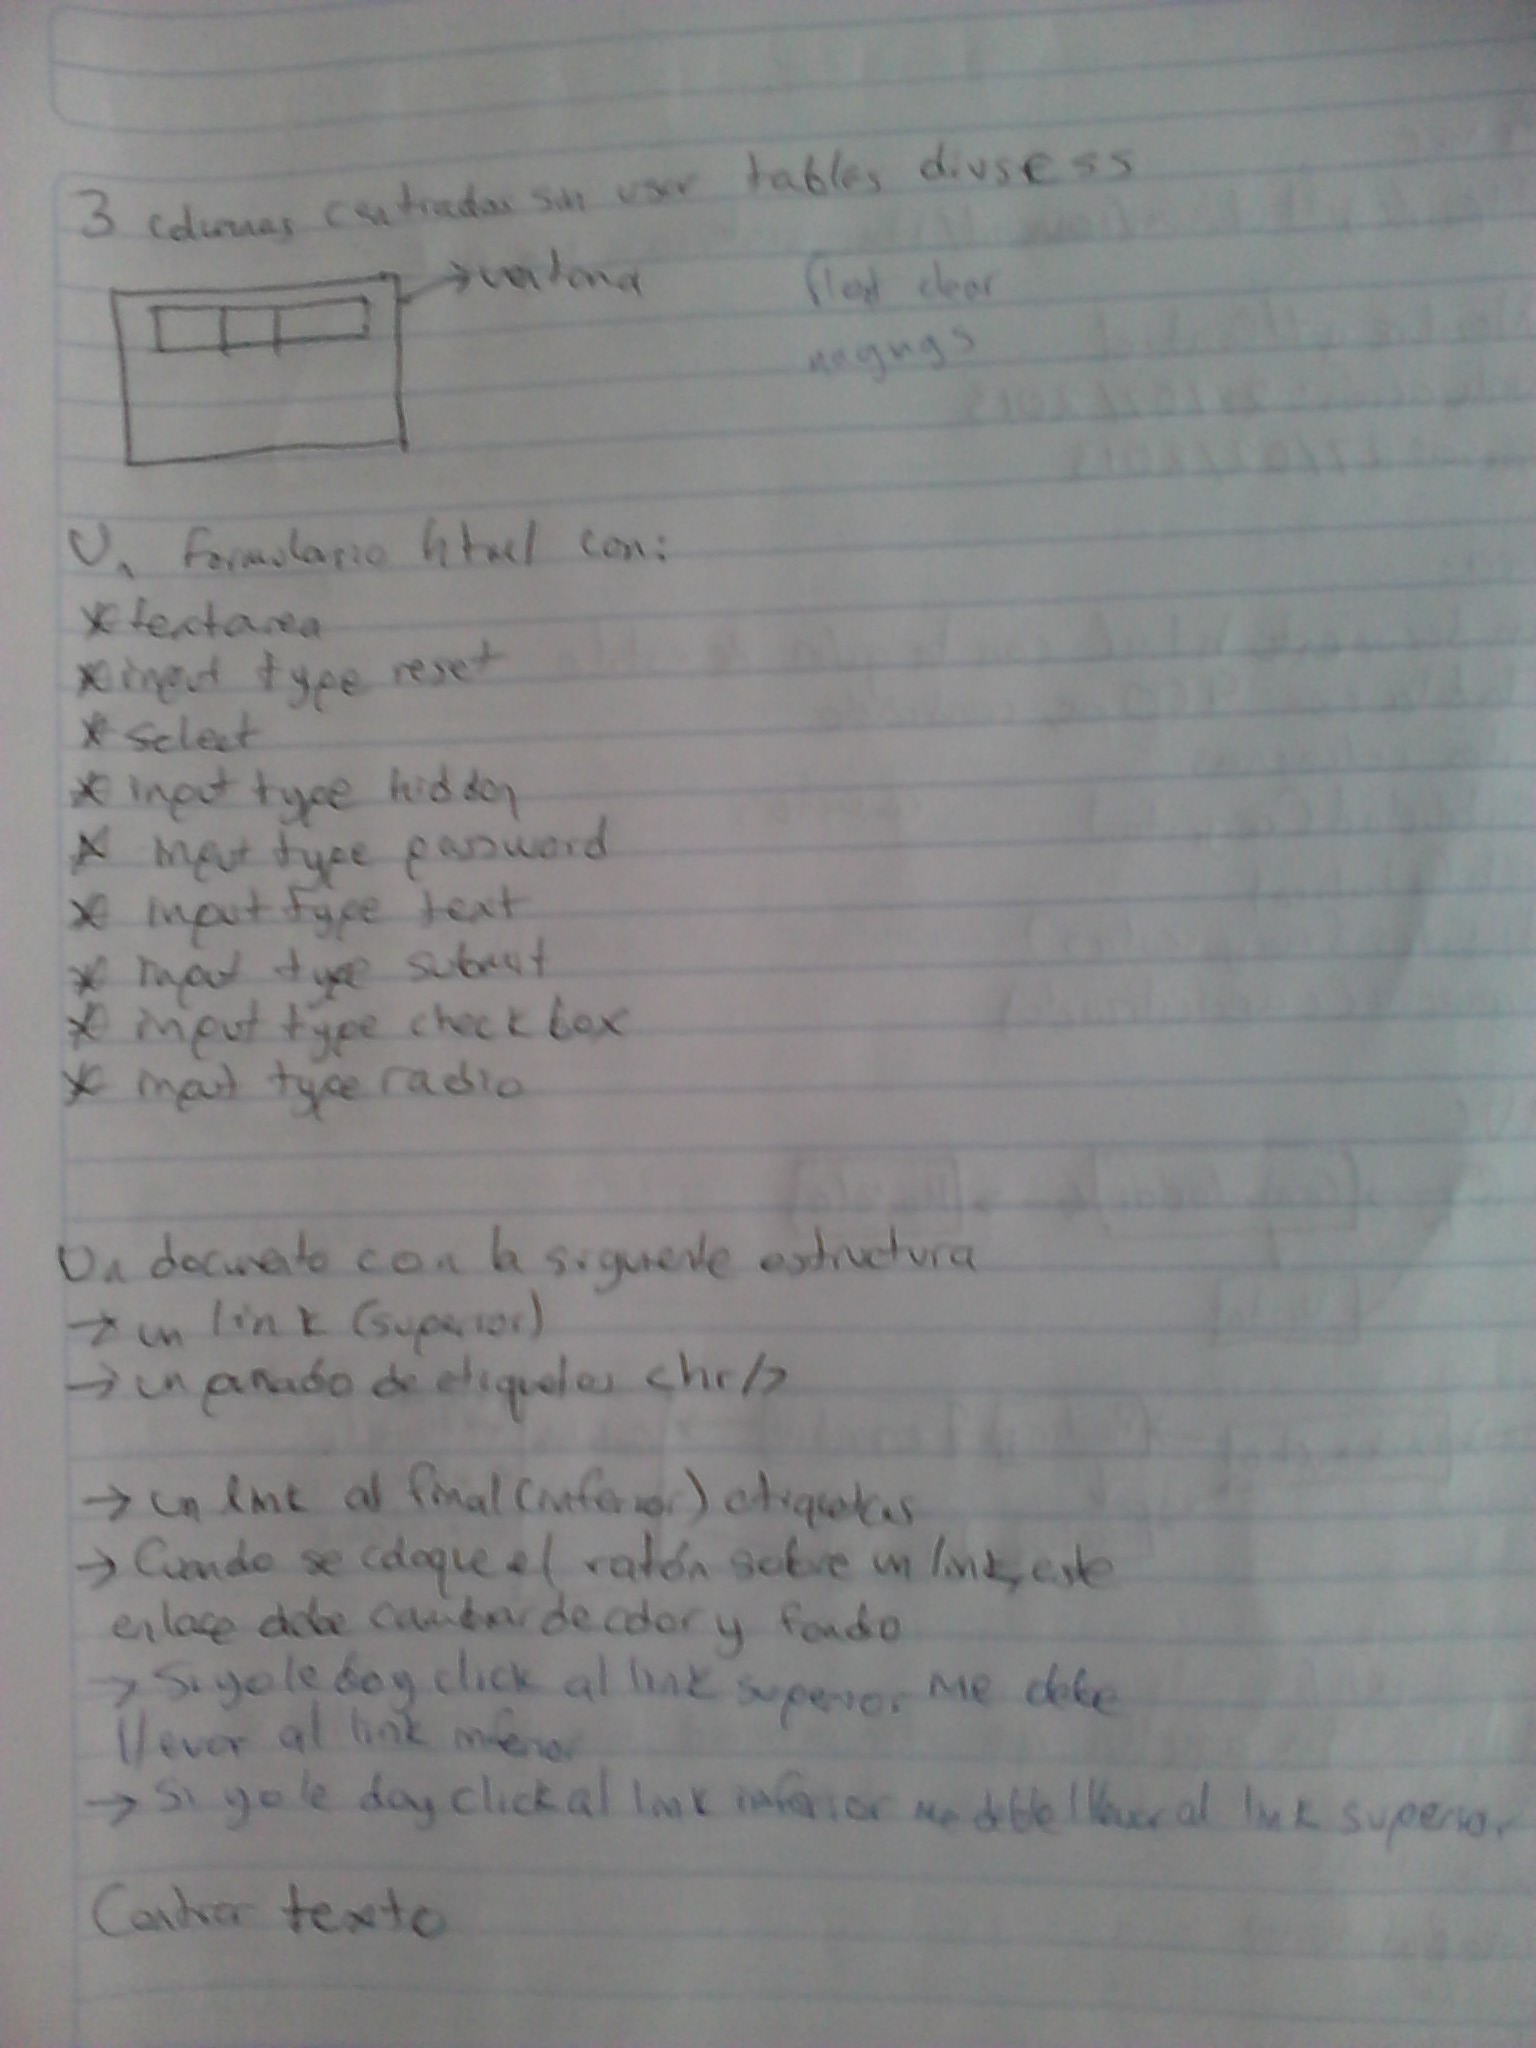 3 columnas centradas sin usar tables divs CSS
ventana
float clear
margings
Un formulario html con:
* textarea
* input type reset
* select
* input type hidden
* input type password
* input type text
* input type submit
* input type checkbox
* input type radio
Un documento con la siguiente estructura
→ un link (superior)
→ un puñado de etiquetas <hr/>
→ un link al final (inferior) etiquetas
→ Cuando se coloque el ratón sobre un link, este
enlace debe cambiar de color y fondo
→ Si yo le doy click al link superior me debe
llevar al link inferior
→ Si yo le doy click al link inferior me debe llevar al link superior
Centrar texto